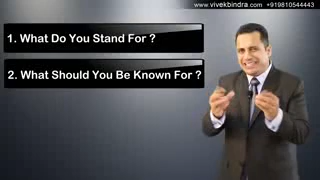 www.vivekbindra.com +919810544443
1. What Do You Stand For ?
2. What Should You Be Known For ?